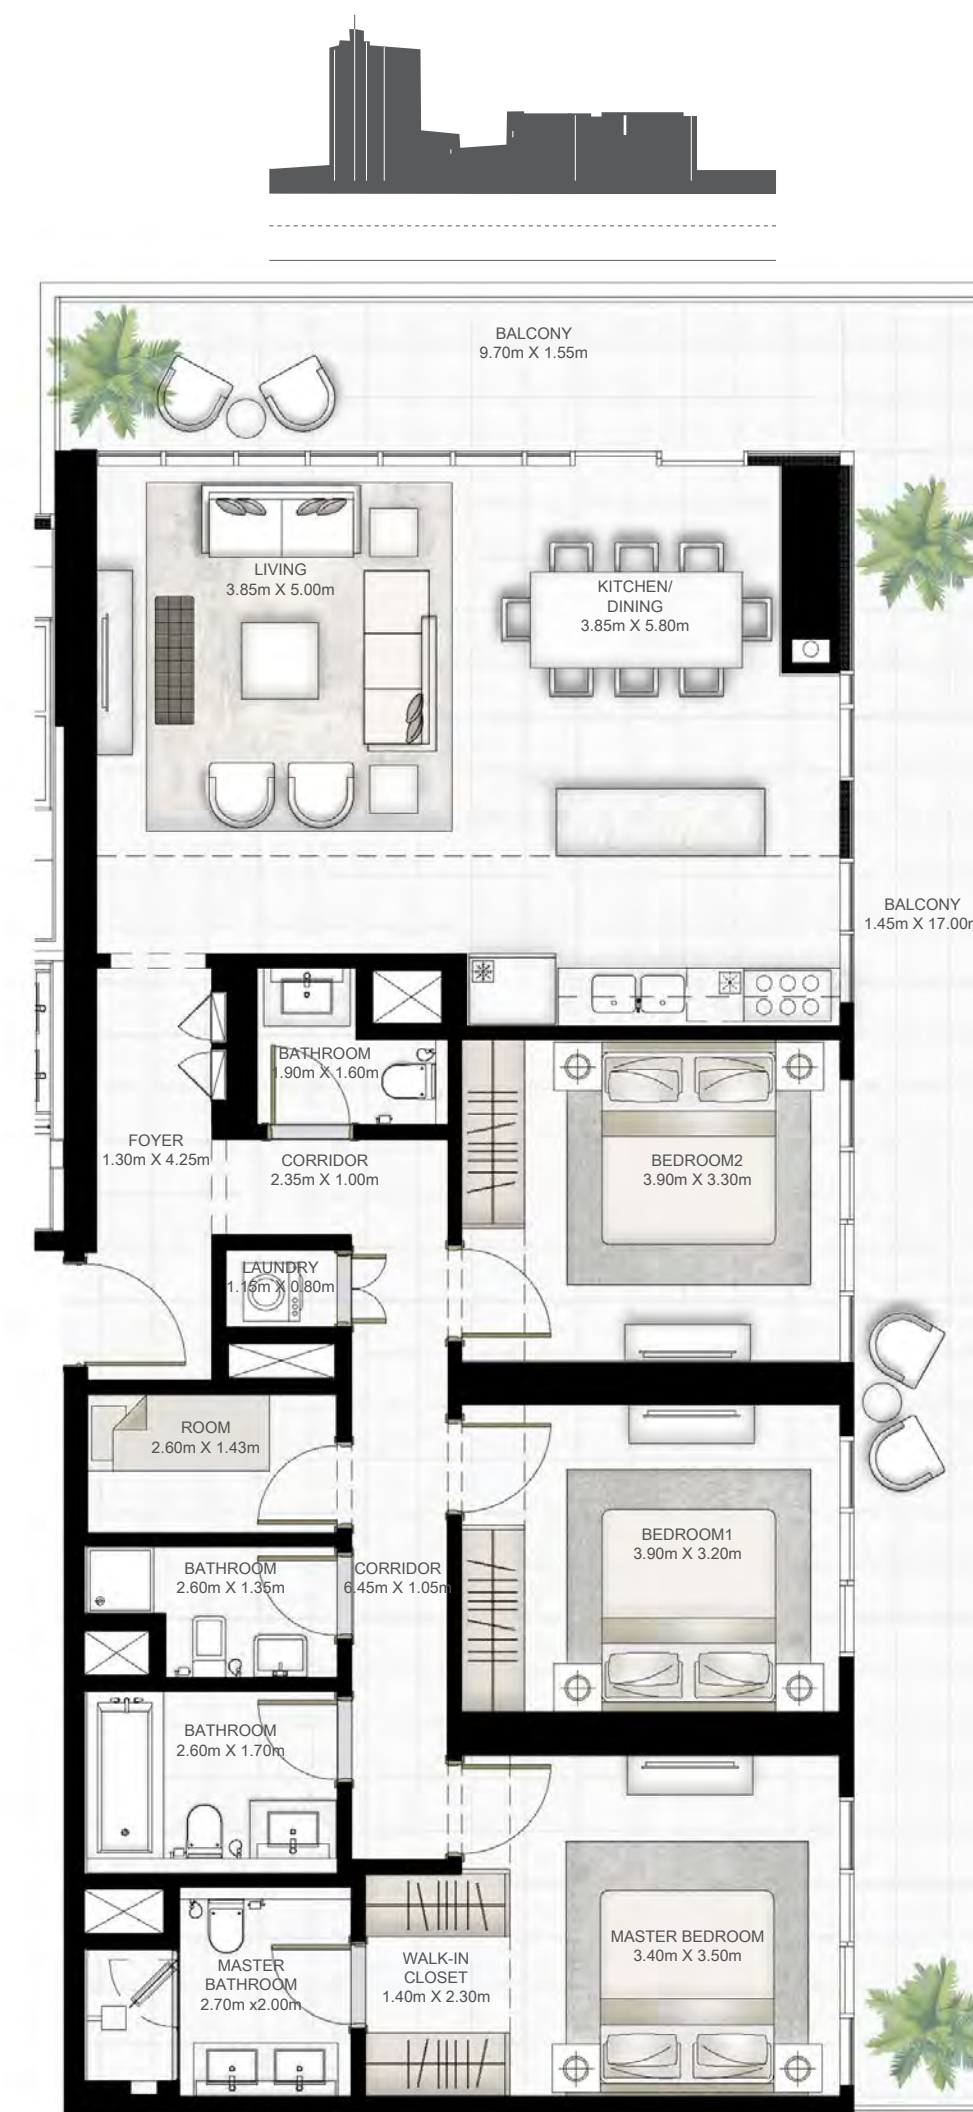 BALCONY
9.70m X 1.55m
LIVING
3.85m X 5.00m
KITCHEN/
DINING
3.85m X 5.80m
BALCONY
1.45m X 17.00m
BATHROOM
1.90m X 1.60m
FOYER
1.30m X 4.25m
CORRIDOR
2.35m X 1.00m
BEDROOM2
3.90m X 3.30m
LAUNDRY
1.15m X 0.80m
ROOM
2.60m X 1.43m
BEDROOM1
3.90m X 3.20m
BATHROOM
2.60m X 1.35m
CORRIDOR
6.45m X 1.05m
BATHROOM
2.60m X 1.70m
MASTER BEDROOM
3.40m X 3.50m
WALK-IN
CLOSET
1.40m X 2.30m
MASTER
BATHROOM
2.70m x2.00m